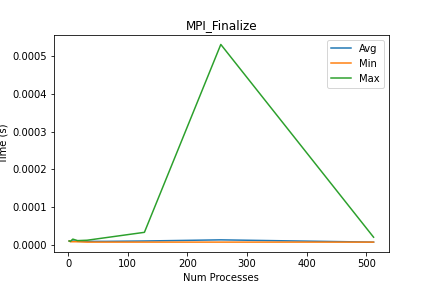 MPI_Finalize
Avg
Min
Max
0.0005
0.0004
0.0003
0.0002
0.0001
0.0000
Time (s)
0 100 200 300 400 500
Num Processes